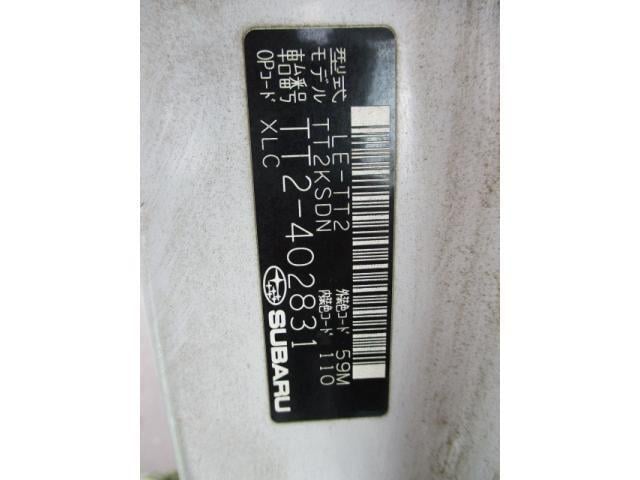 型式 LE-TT2
モデル TT2KSDN
車台番号 TT2-402831
OPコード XLC
外装色コード 59M
内装色コード 110
SUBARU